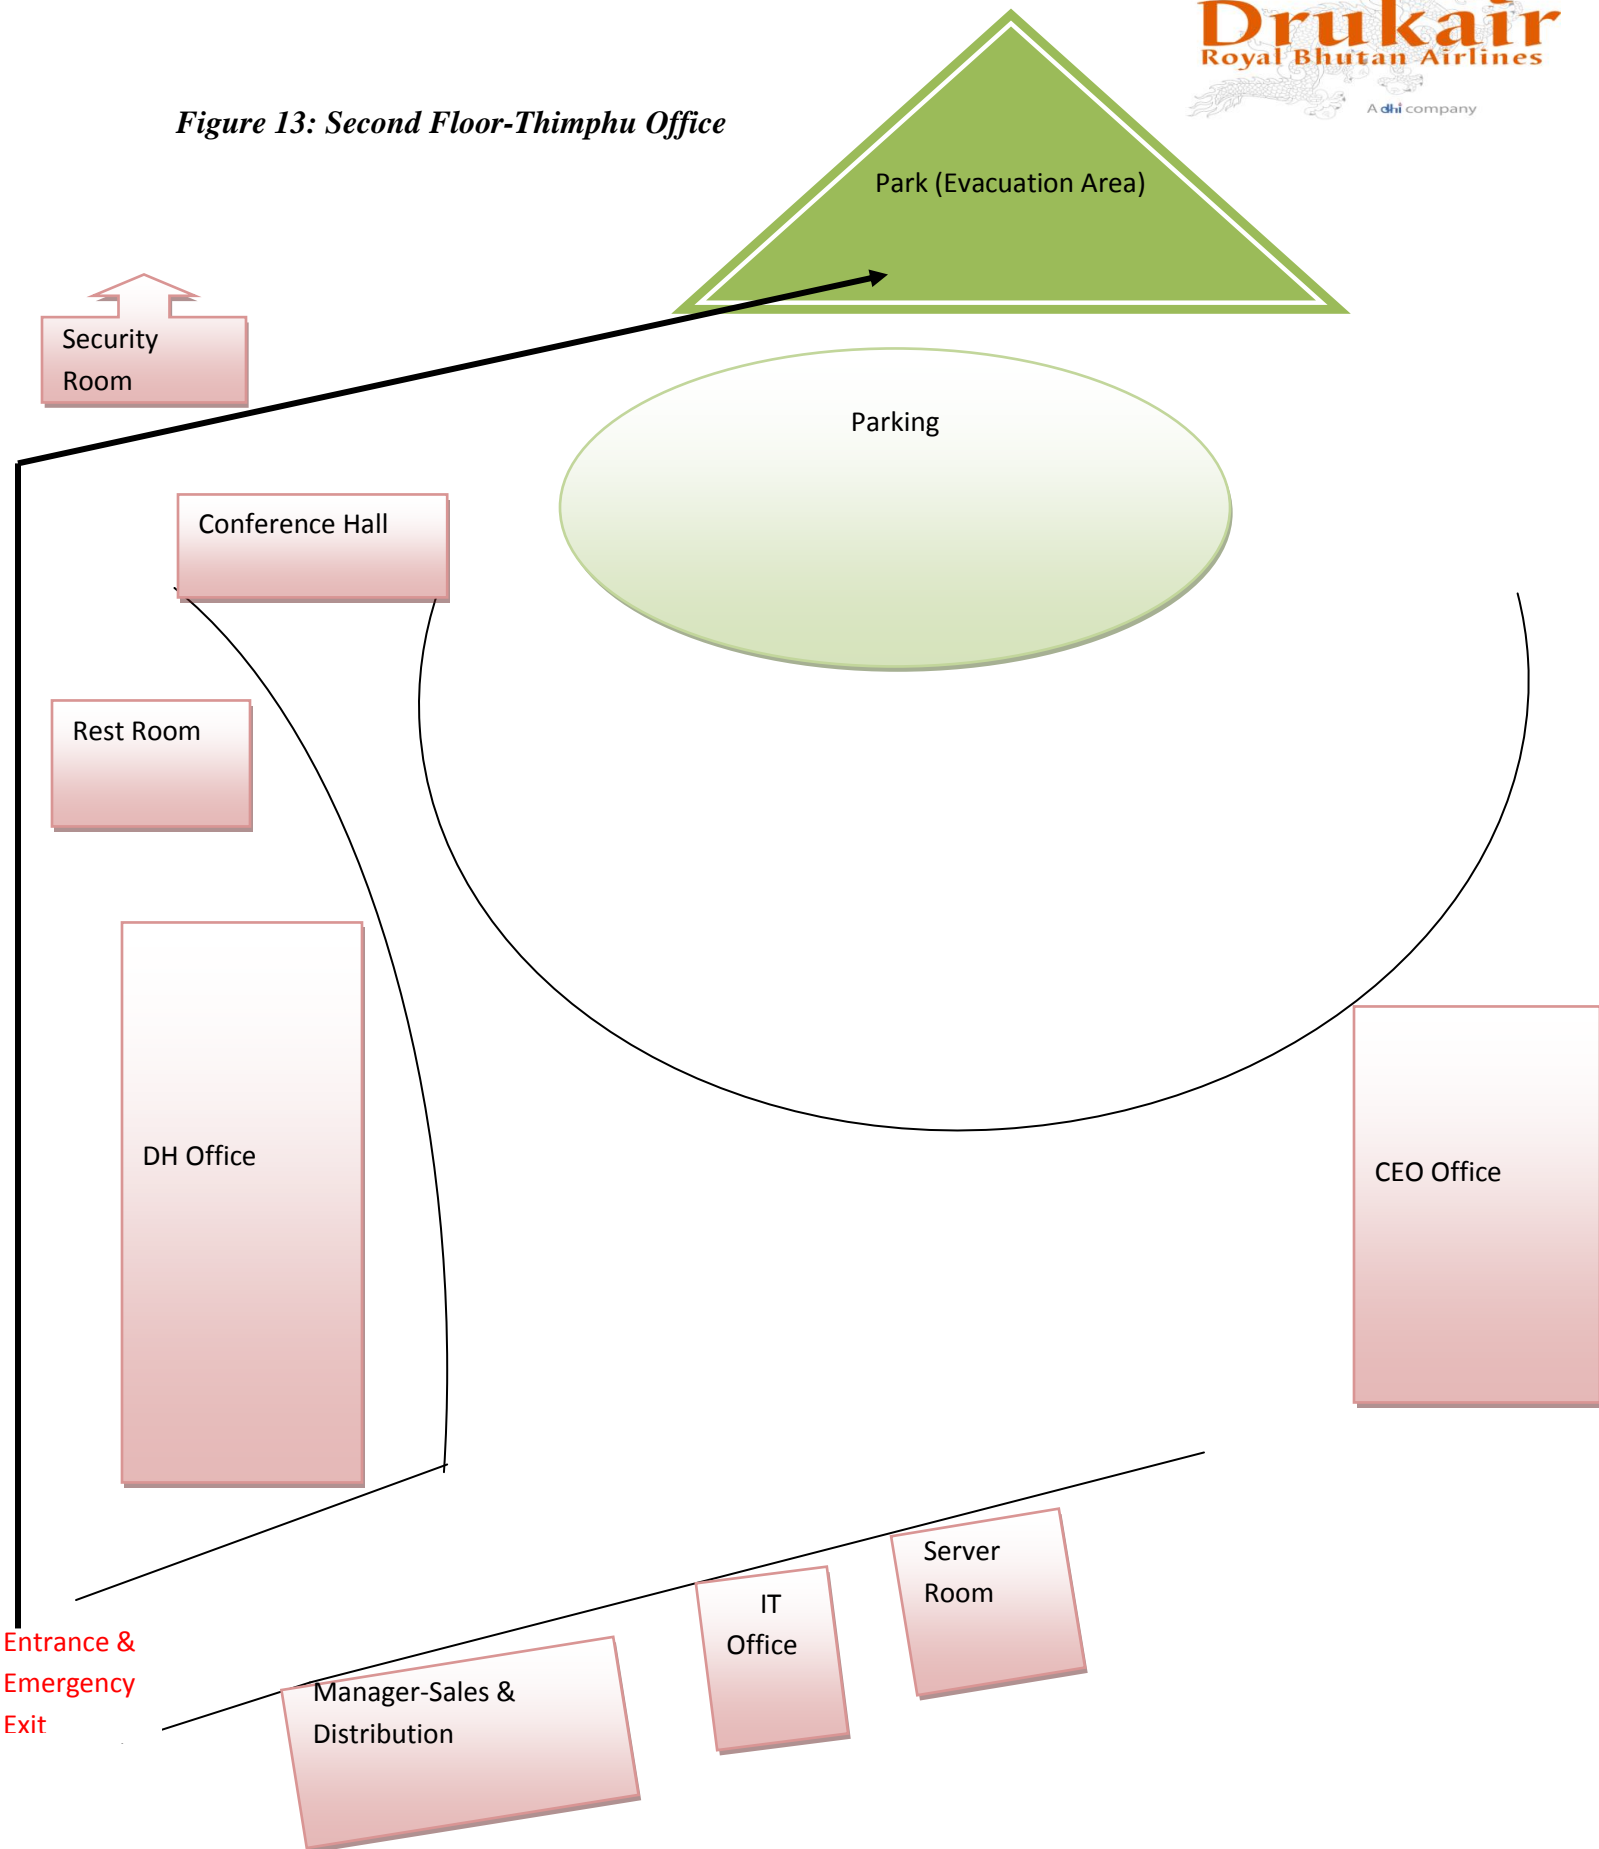 Drukair
Royal Bhutan Airlines
A dhi company
Figure 13: Second Floor-Thimphu Office
Park (Evacuation Area)
Security
Room
Parking
Conference Hall
Rest Room
DH Office
CEO Office
Server
Room
IT
Office
Entrance &
Emergency
Exit
Manager-Sales &
Distribution